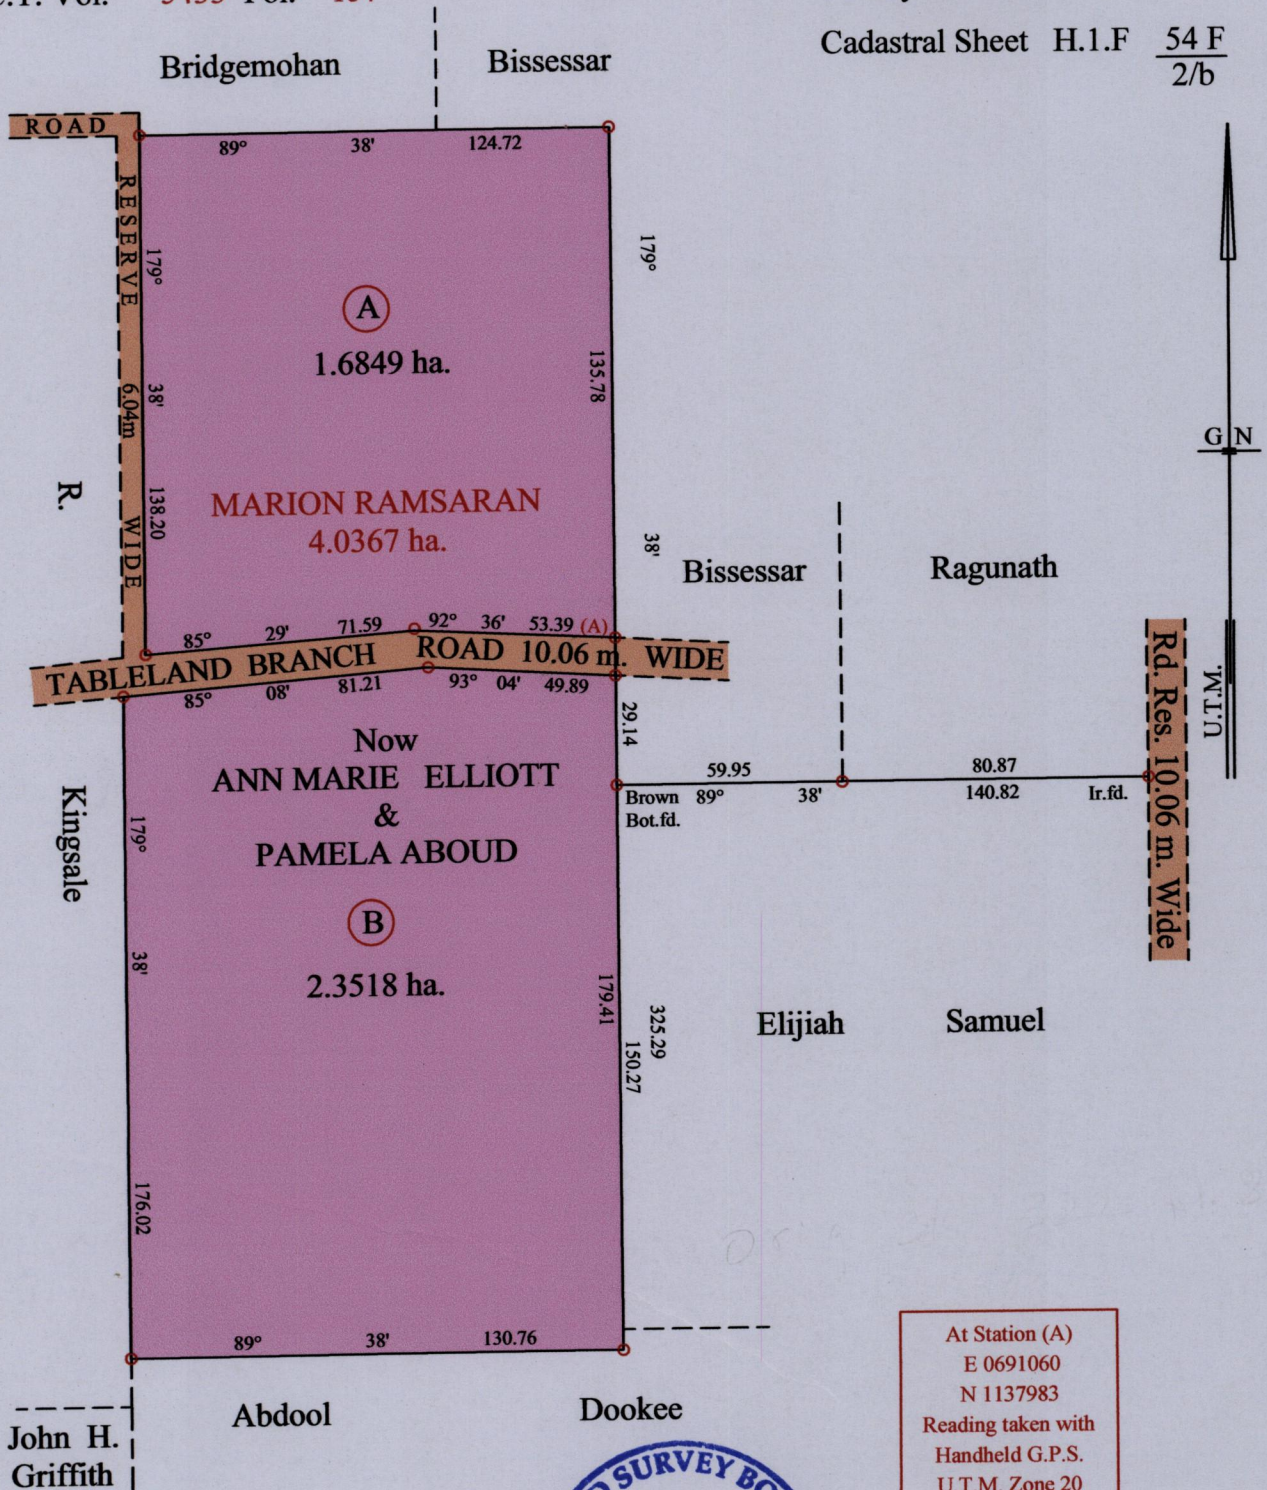 Vol. 5455 Fol.
Cadastral Sheet H.1.F 54 F
2/b
Bridgemohan
Bissessar
ROAD
RESERVE 6.04m WIDE
89° 38' 124.72
179° 38' 138.20
179° 38' 325.29
135.78
A
1.6849 ha.
MARION RAMSARAN
4.0367 ha.
R. Kingsale
G N
U.T.M.
Bissessar
Ragunath
85° 29' 71.59
92° 36' 53.39 (A)
TABLELAND BRANCH ROAD 10.06 m. WIDE
85° 08' 81.21
93° 04' 49.89
Rd. Res. 10.06 m. Wide
29.14
Now
ANN MARIE ELLIOTT
&
PAMELA ABOUD
59.95
80.87
Brown
Bot.fd.
89° 38' 140.82 Ir.fd.
B
2.3518 ha.
179° 38' 176.02
179.41
150.27
Elijiah Samuel
89° 38' 130.76
Abdool
Dookee
John H.
Griffith
SURVEY BO
At Station (A)
E 0691060
N 1137983
Reading taken with
Handheld G.P.S.
U.T.M. Zone 20